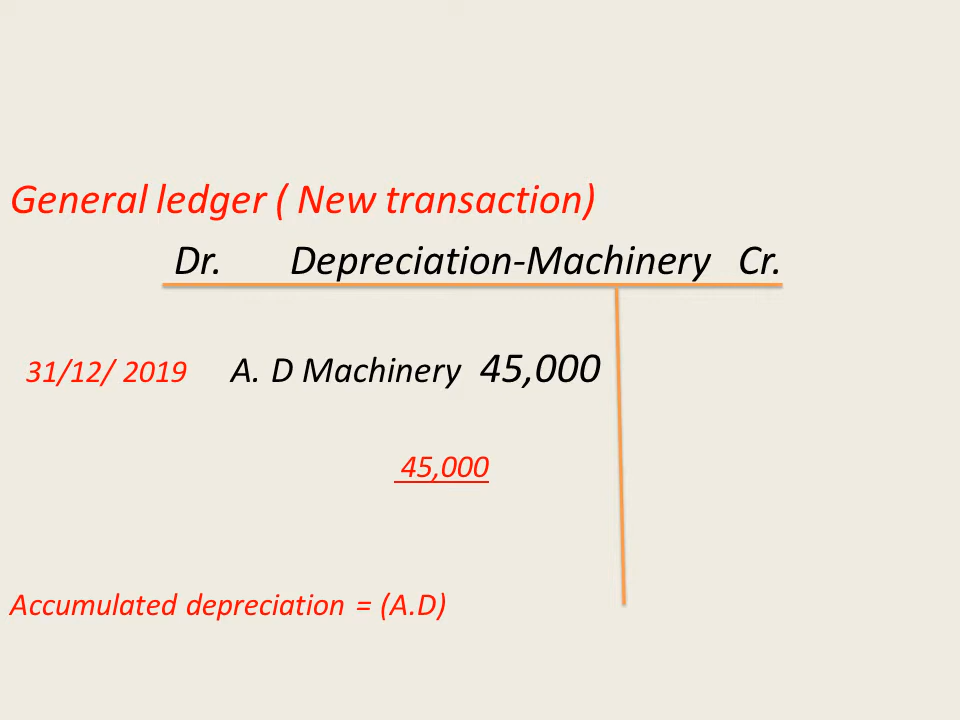 General ledger ( New transaction)
Dr. Depreciation-Machinery Cr.
31/12/ 2019 A. D Machinery 45,000
45,000
Accumulated depreciation = (A.D)